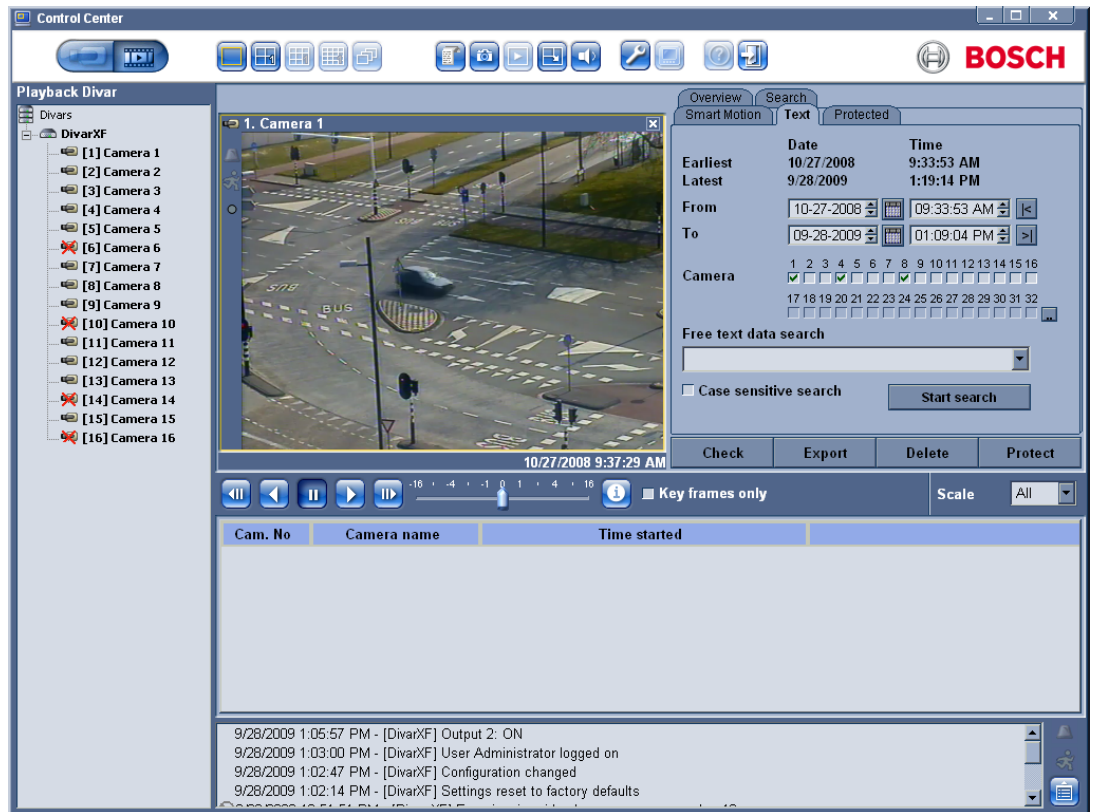 Control Center
BOSCH
Playback Divar
Divars
DivarXF
[1] Camera 1
[2] Camera 2
[3] Camera 3
[4] Camera 4
[5] Camera 5
[6] Camera 6
[7] Camera 7
[8] Camera 8
[9] Camera 9
[10] Camera 10
[11] Camera 11
[12] Camera 12
[13] Camera 13
[14] Camera 14
[15] Camera 15
[16] Camera 16
1. Camera 1
BUS
BUS
10/27/2008 9:37:29 AM
Overview Search
Smart Motion Text Protected
Date Time
Earliest 10/27/2008 9:33:53 AM
Latest 9/28/2009 1:19:14 PM
From 10-27-2008 09:33:53 AM |<
To 09-28-2009 01:09:04 PM >|
1 2 3 4 5 6 7 8 9 10 11 12 13 14 15 16
Camera
17 18 19 20 21 22 23 24 25 26 27 28 29 30 31 32
..
Free text data search
Case sensitive search Start search
Check Export Delete Protect
-16 -4 -1 0 1 4 16
Key frames only Scale All
Cam. No Camera name Time started
9/28/2009 1:05:57 PM - [DivarXF] Output 2: ON
9/28/2009 1:03:00 PM - [DivarXF] User Administrator logged on
9/28/2009 1:02:47 PM - [DivarXF] Configuration changed
9/28/2009 1:02:14 PM - [DivarXF] Settings reset to factory defaults